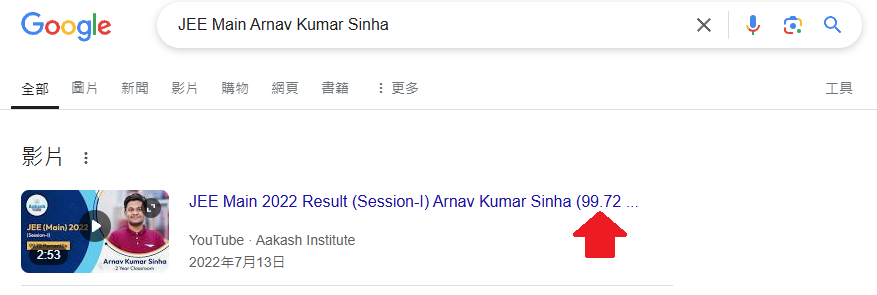 Google
JEE Main Arnav Kumar Sinha
全部 圖片 新聞 影片 購物 網頁 書籍 更多 工具
影片
Aakash
JEE (Main) 2022
(Session-I)
2:53
Arnav Kumar Sinha
2 Year Classroom
JEE Main 2022 Result (Session-I) Arnav Kumar Sinha (99.72 ...
YouTube · Aakash Institute
2022年7月13日